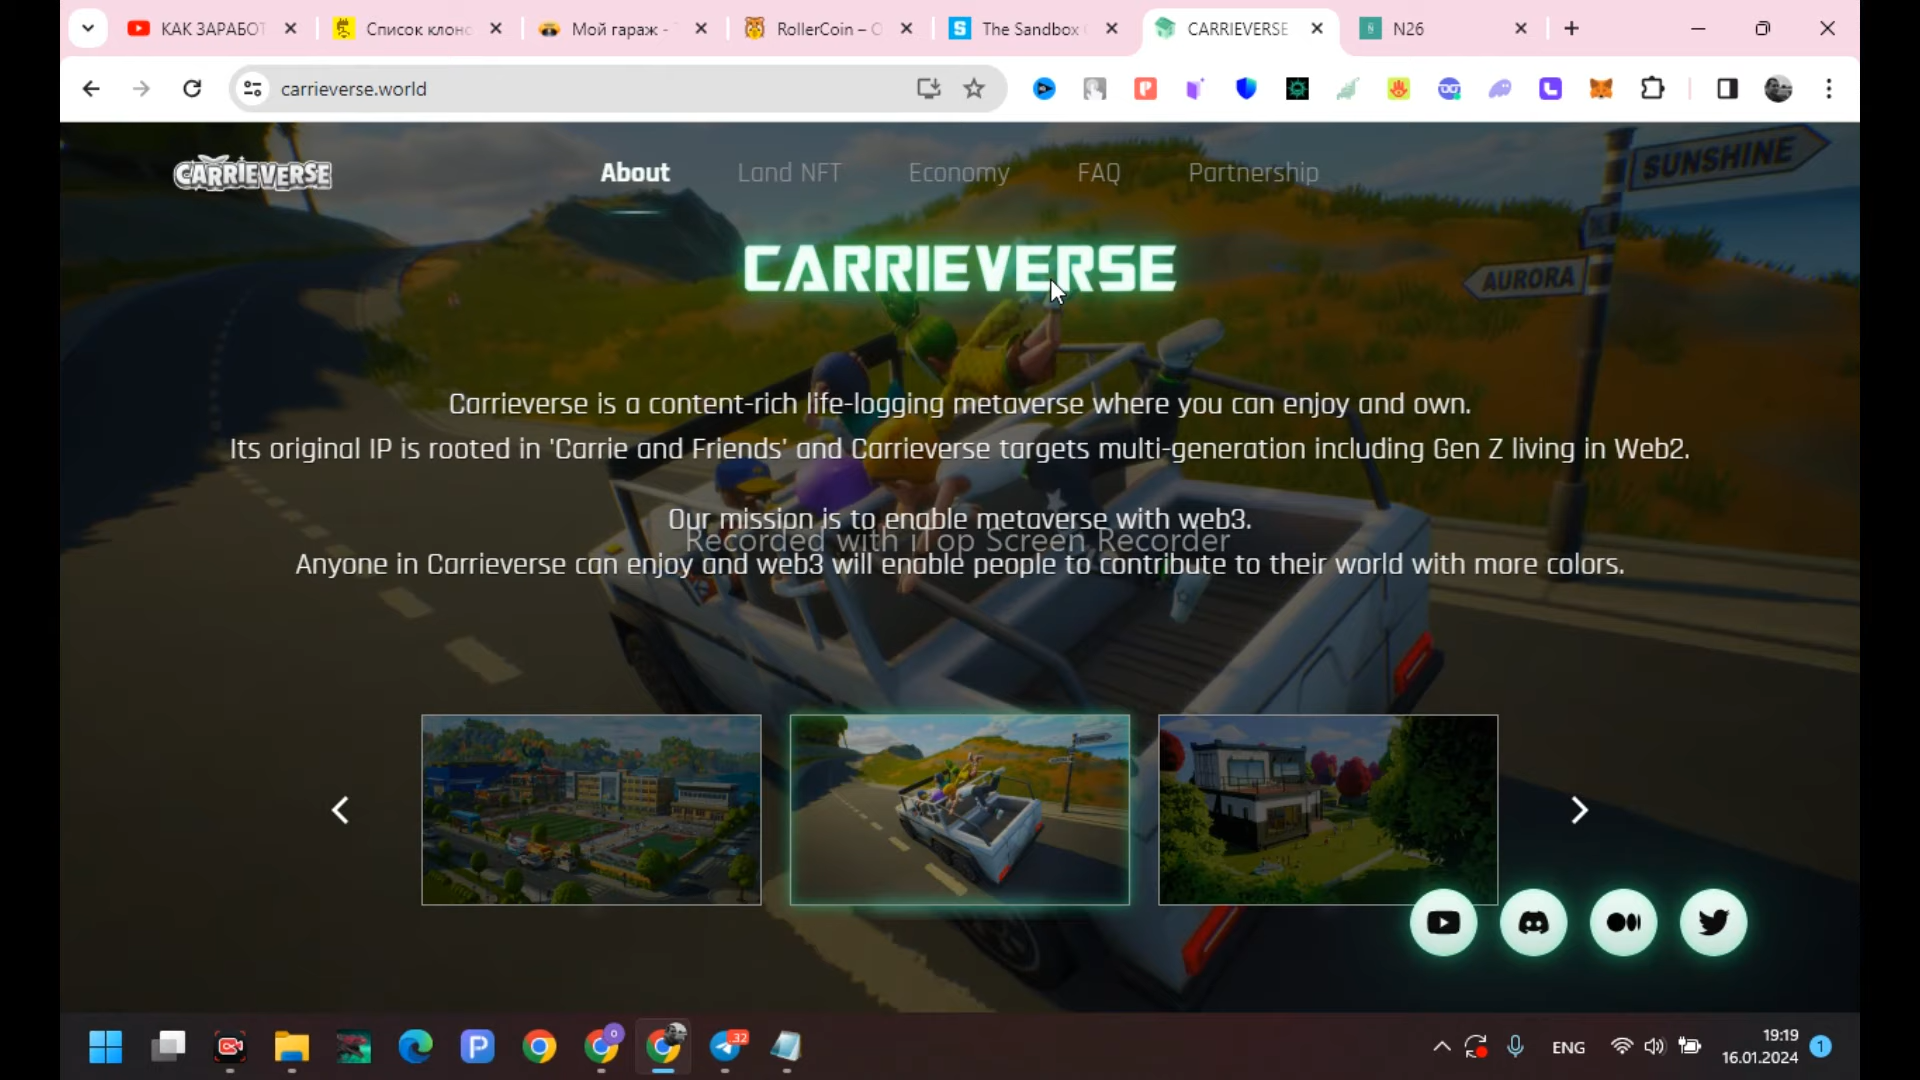 КАК ЗАРАБОТ
Список клонс
Мой гараж -
RollerCoin – C
The Sandbox
CARRIEVERSE
N26
carrieverse.world
CARRIEVERSE
About
Land NFT
Economy
FAQ
Partnership
SUNSHINE
AURORA
CARRIEVERSE
Carrieverse is a content-rich life-logging metaverse where you can enjoy and own.
Its original IP is rooted in 'Carrie and Friends' and Carrieverse targets multi-generation including Gen Z living in Web2.
Our mission is to enable metaverse with web3.
Recorded with iTop Screen Recorder
Anyone in Carrieverse can enjoy and web3 will enable people to contribute to their world with more colors.
32
ENG
19:19
16.01.2024
1